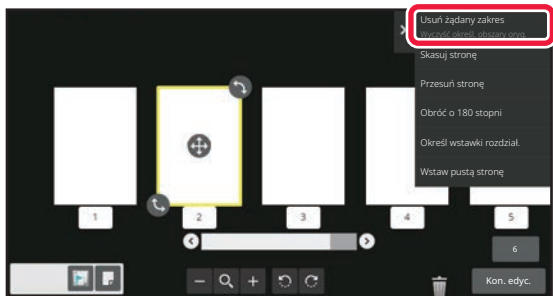 Usuń żądany zakres
Wyczyść określ. obszary oryg.
Skasuj stronę
Przesuń stronę
Obróć o 180 stopni
Określ wstawki rozdział.
Wstaw pustą stronę
1
2
3
4
5
6
Kon. edyc.